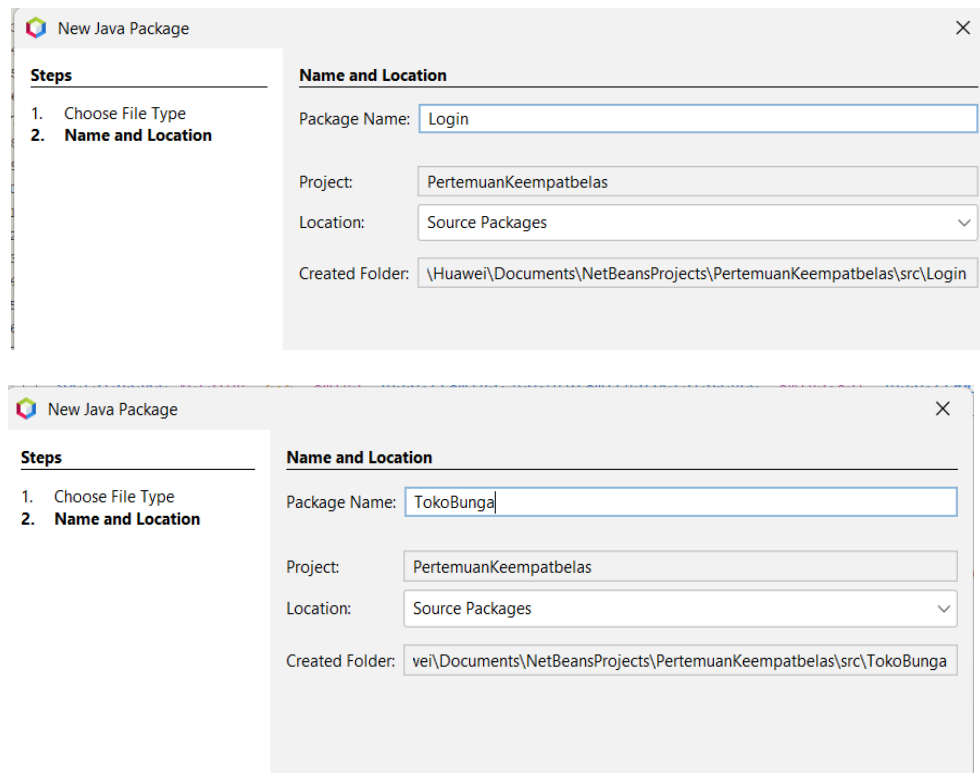 New Java Package
Steps
1. Choose File Type
2. Name and Location
Name and Location
Package Name: Login
Project: PertemuanKeempatbelas
Location: Source Packages
Created Folder: \Huawei\Documents\NetBeansProjects\PertemuanKeempatbelas\src\Login
New Java Package
Steps
1. Choose File Type
2. Name and Location
Name and Location
Package Name: TokoBunga
Project: PertemuanKeempatbelas
Location: Source Packages
Created Folder: vei\Documents\NetBeansProjects\PertemuanKeempatbelas\src\TokoBunga